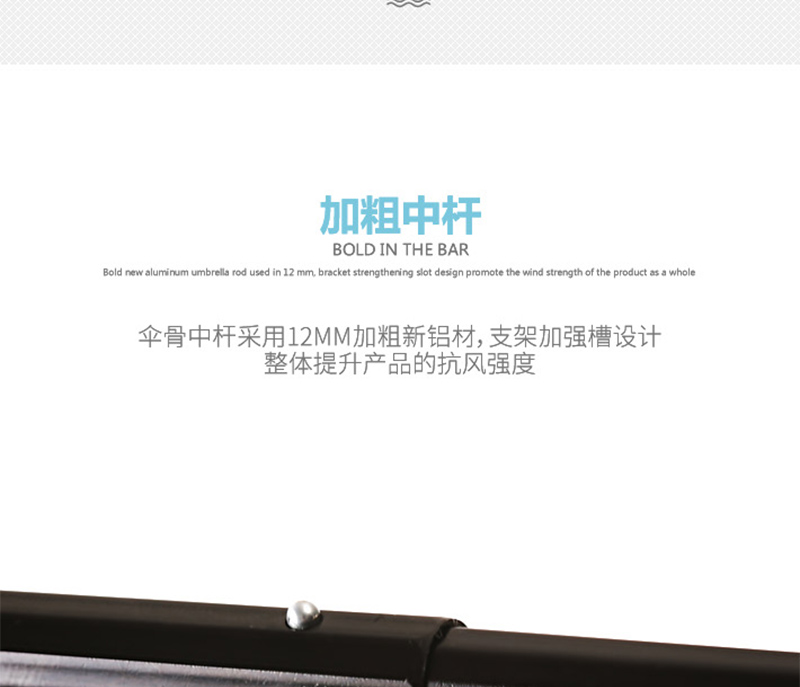 加粗中杆
BOLD IN THE BAR
Bold new aluminum umbrella rod used in 12 mm, bracket strengthening slot design promote the wind strength of the product as a whole
伞骨中杆采用12MM加粗新铝材，支架加强槽设计
整体提升产品的抗风强度